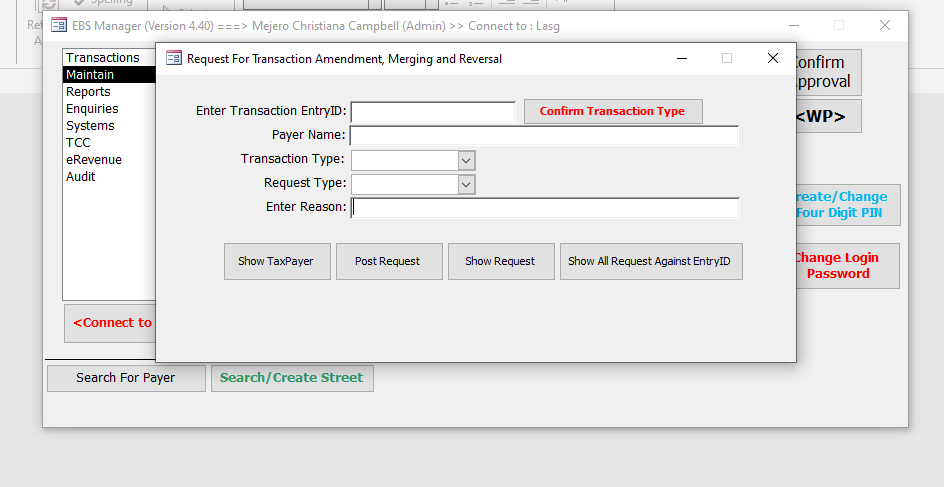 Spelling
EBS Manager (Version 4.40) ===> Mejero Christiana Campbell (Admin) >> Connect to : Lasg
Transactions
Maintain
Reports
Enquiries
Systems
TCC
eRevenue
Audit
<Connect to
Request For Transaction Amendment, Merging and Reversal
Enter Transaction EntryID:
Confirm Transaction Type
Payer Name:
Transaction Type:
Request Type:
Enter Reason:
Show TaxPayer
Post Request
Show Request
Show All Request Against EntryID
onfirm
pproval
<WP>
reate/Change
Four Digit PIN
Change Login
Password
Search For Payer
Search/Create Street